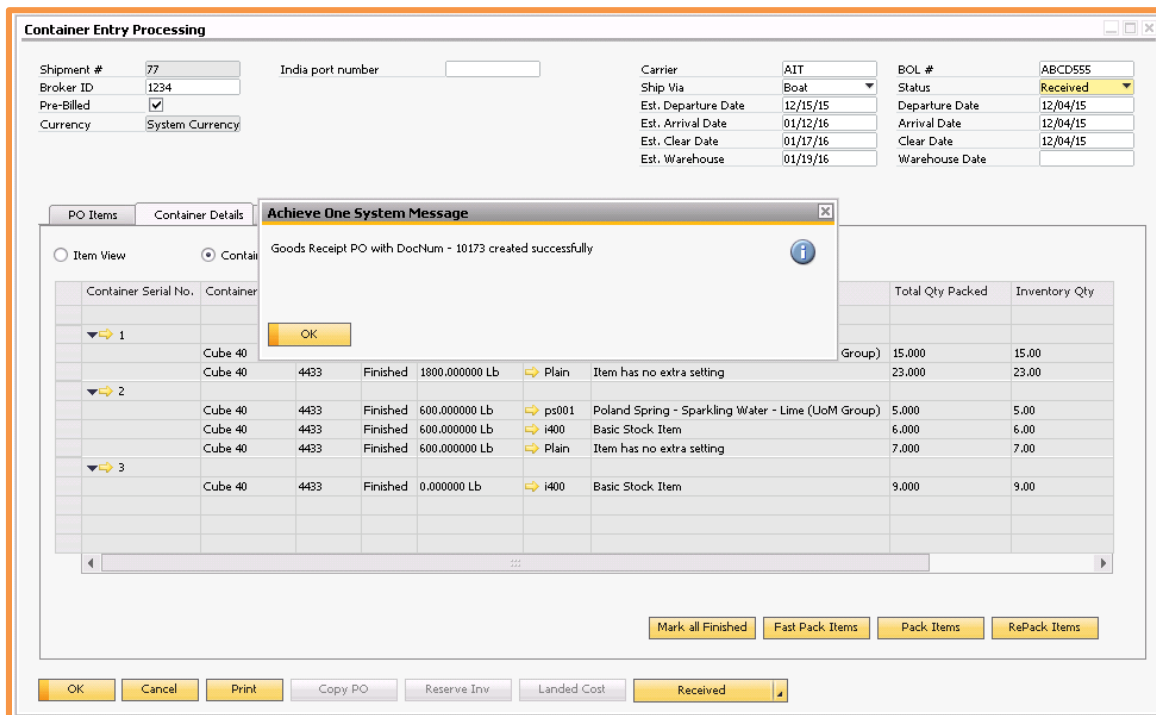 Container Entry Processing
Shipment # 77 India port number Carrier AIT BOL # ABCD555
Broker ID 1234 Ship Via Boat Status Received
Pre-Billed Est. Departure Date 12/15/15 Departure Date 12/04/15
Currency System Currency Est. Arrival Date 01/12/16 Arrival Date 12/04/15
Est. Clear Date 01/17/16 Clear Date 12/04/15
Est. Warehouse 01/19/16 Warehouse Date
PO Items Container Details Achieve One System Message
Goods Receipt PO with DocNum - 10173 created successfully
Item View Contai
Container Serial No. Container Total Qty Packed Inventory Qty
OK
1
Cube 40 Group) 15.000 15.00
Cube 40 4433 Finished 1800.000000 Lb Plain Item has no extra setting 23.000 23.00
2
Cube 40 4433 Finished 600.000000 Lb ps001 Poland Spring - Sparkling Water - Lime (UoM Group) 5.000 5.00
Cube 40 4433 Finished 600.000000 Lb i400 Basic Stock Item 6.000 6.00
Cube 40 4433 Finished 600.000000 Lb Plain Item has no extra setting 7.000 7.00
3
Cube 40 4433 Finished 0.000000 Lb i400 Basic Stock Item 9.000 9.00
Mark all Finished Fast Pack Items Pack Items RePack Items
OK Cancel Print Copy PO Reserve Inv Landed Cost Received